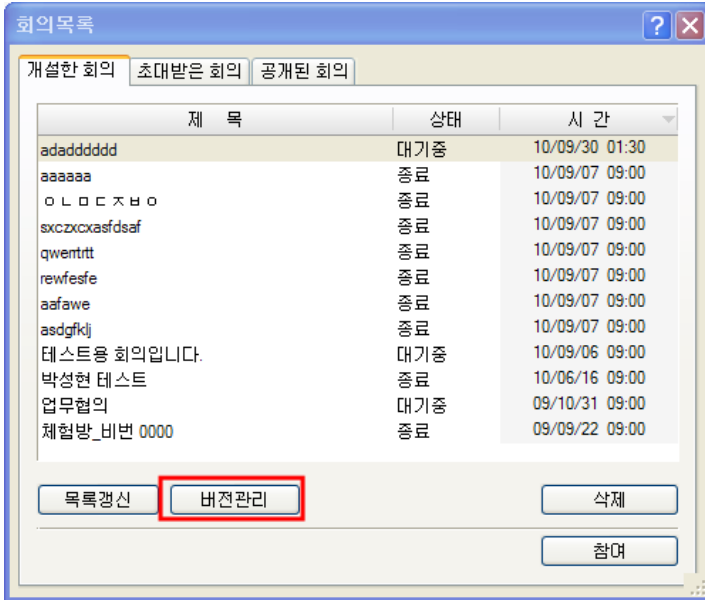 회의목록
개설한 회의 초대받은 회의 공개된 회의
제 목 상태 시 간
adadddddd 대기중 10/09/30 01:30
aaaaaa 종료 10/09/07 09:00
ㅇㄴㅁㄷㅈㅂㅇ 종료 10/09/07 09:00
sxczxcxasfdsaf 종료 10/09/07 09:00
qwerrtrtt 종료 10/09/07 09:00
rewfesfe 종료 10/09/07 09:00
aafawe 종료 10/09/07 09:00
asdgfklj 종료 10/09/07 09:00
테스트용 회의입니다. 대기중 10/09/06 09:00
박성현 테스트 종료 10/06/16 09:00
업무협의 대기중 09/10/31 09:00
체험방_비번 0000 종료 09/09/22 09:00
목록갱신 버전관리 삭제
참여